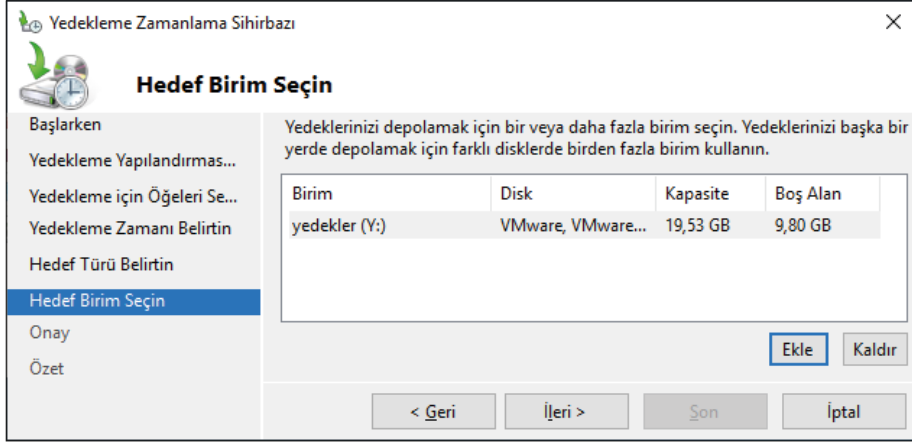 Yedekleme Zamanlama Sihirbazı
Hedef Birim Seçin
Başlarken
Yedekleme Yapılandırmas...
Yedekleme için Öğeleri Se...
Yedekleme Zamanı Belirtin
Hedef Türü Belirtin
Hedef Birim Seçin
Onay
Özet
Yedeklerinizi depolamak için bir veya daha fazla birim seçin. Yedeklerinizi başka bir
yerde depolamak için farklı disklerde birden fazla birim kullanın.
Birim Disk Kapasite Boş Alan
yedekler (Y:) VMware, VMware... 19,53 GB 9,80 GB
Ekle Kaldır
< Geri İleri > Son İptal